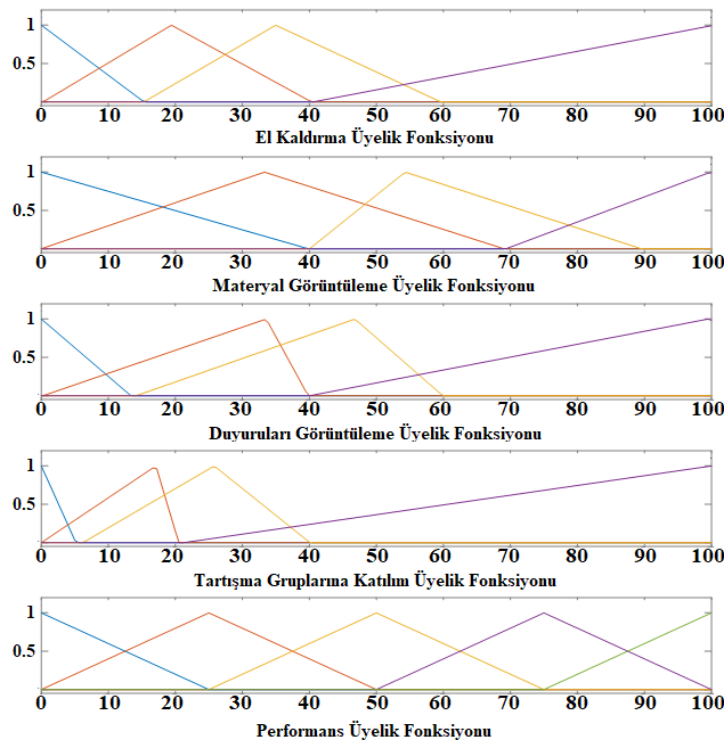 1
0.5
0 10 20 30 40 50 60 70 80 90 100
El Kaldırma Üyelik Fonksiyonu
1
0.5
0 10 20 30 40 50 60 70 80 90 100
Materyal Görüntüleme Üyelik Fonksiyonu
1
0.5
0 10 20 30 40 50 60 70 80 90 100
Duyuruları Görüntüleme Üyelik Fonksiyonu
1
0.5
0 10 20 30 40 50 60 70 80 90 100
Tartışma Gruplarına Katılım Üyelik Fonksiyonu
1
0.5
0 10 20 30 40 50 60 70 80 90 100
Performans Üyelik Fonksiyonu